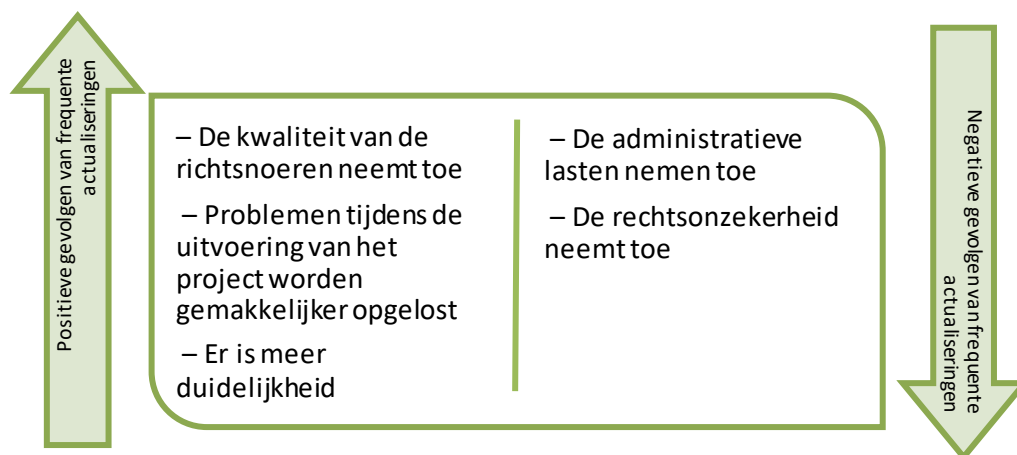 Positieve gevolgen van frequente
actualiseringen
– De kwaliteit van de
richtsnoeren neemt toe
– Problemen tijdens de
uitvoering van het
project worden
gemakkelijker opgelost
– Er is meer
duidelijkheid
– De administratieve
lasten nemen toe
– De rechtsonzekerheid
neemt toe
Negatieve gevolgen van frequente
actualiseringen